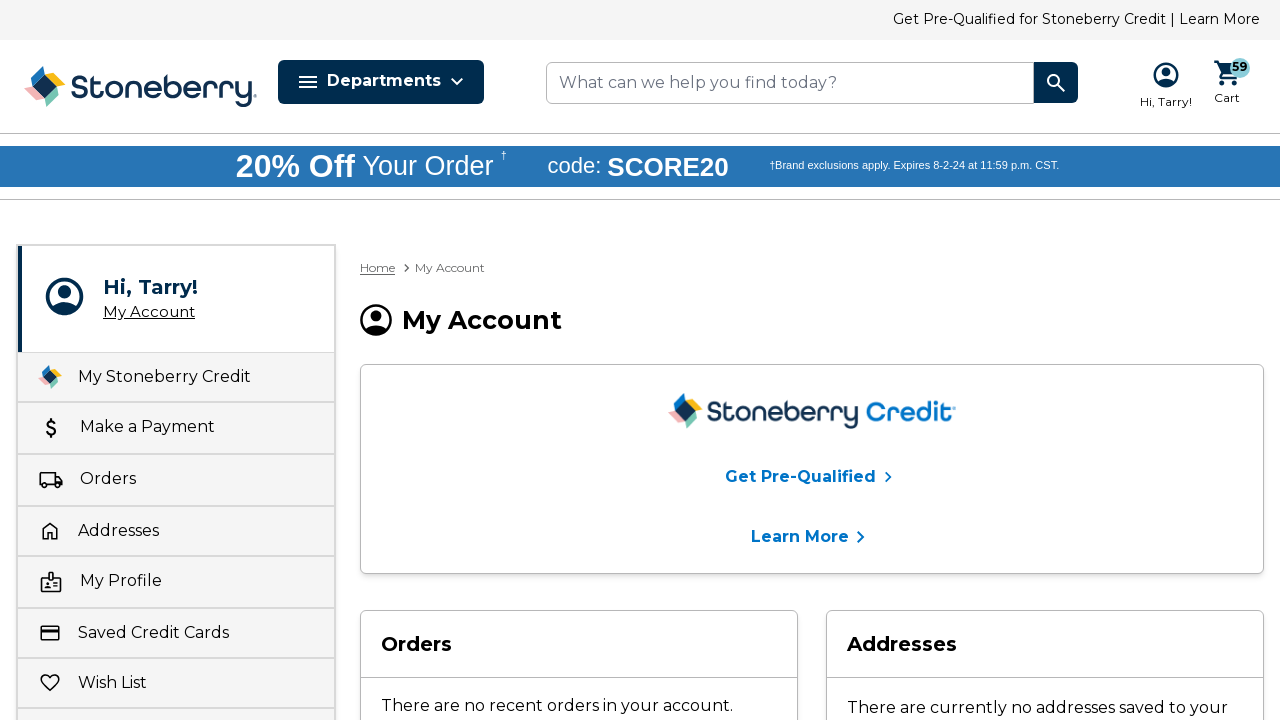 Get Pre-Qualified for Stoneberry Credit | Learn More
Stoneberry
Departments
What can we help you find today?
Hi, Tarry!
59
Cart
20% Off Your Order † code: SCORE20 †Brand exclusions apply. Expires 8-2-24 at 11:59 p.m. CST.
Hi, Tarry!
My Account
My Stoneberry Credit
Make a Payment
Orders
Addresses
My Profile
Saved Credit Cards
Wish List
Home > My Account
My Account
Stoneberry Credit
Get Pre-Qualified
Learn More
Orders
There are no recent orders in your account.
Addresses
There are currently no addresses saved to your